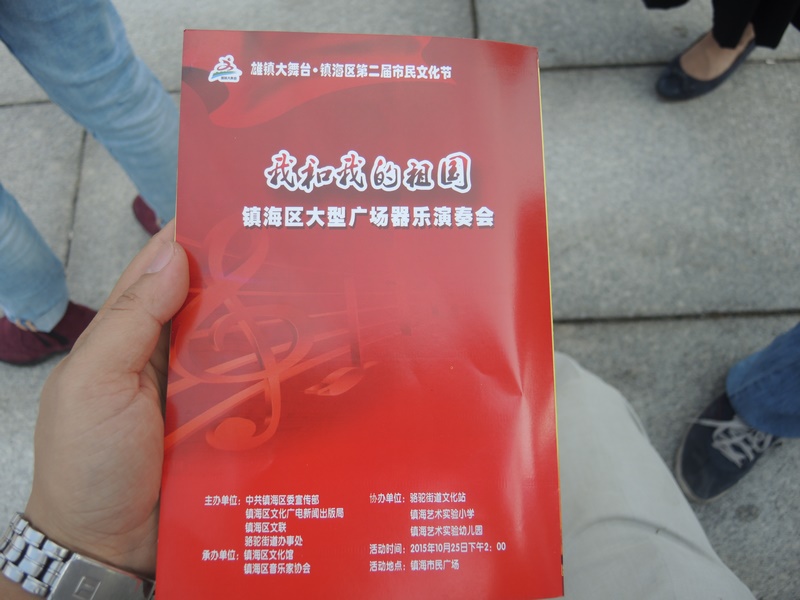 雄镇大舞台·镇海区第二届市民文化节
我和我的祖国
镇海区大型广场器乐演奏会
主办单位：中共镇海区委宣传部
镇海区文化广电新闻出版局
镇海区文联
骆驼街道办事处
承办单位：镇海区文化馆
镇海区音乐家协会
协办单位：骆驼街道文化站
镇海艺术实验小学
镇海艺术实验幼儿园
活动时间：2015年10月25日下午2：00
活动地点：镇海市民广场